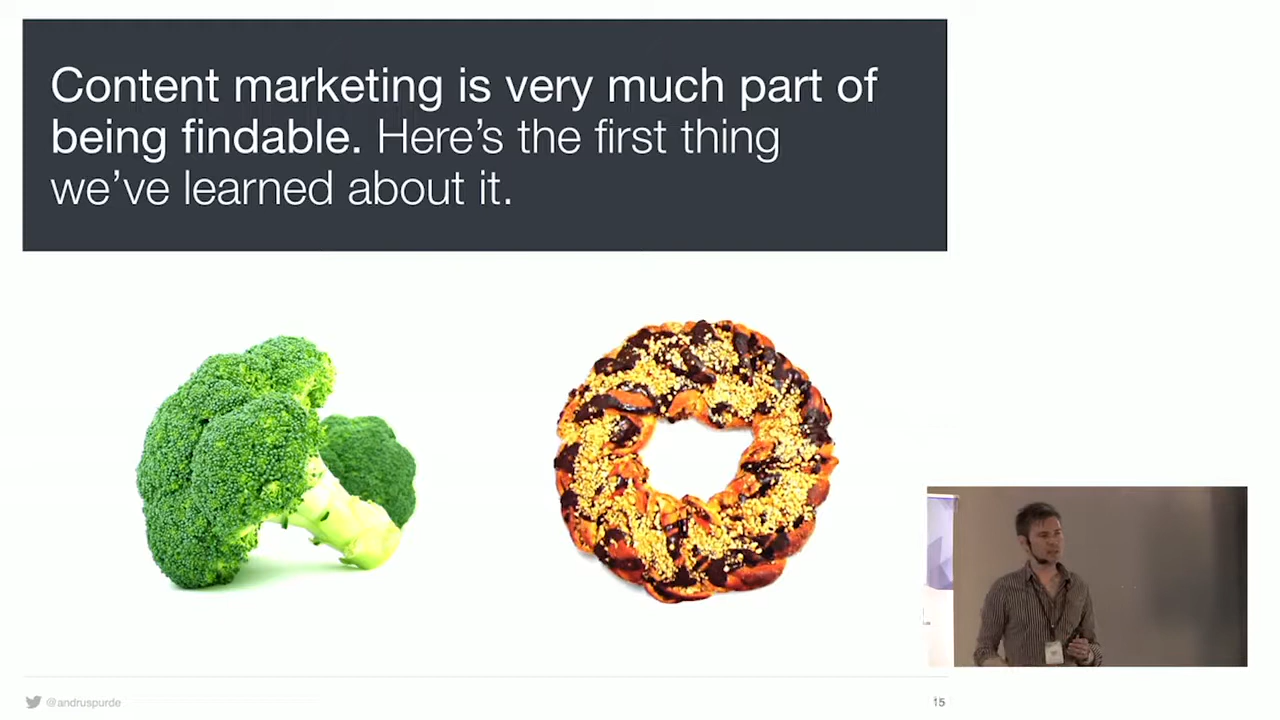 Content marketing is very much part of
being findable. Here’s the first thing
we’ve learned about it.
@andruspurde
15